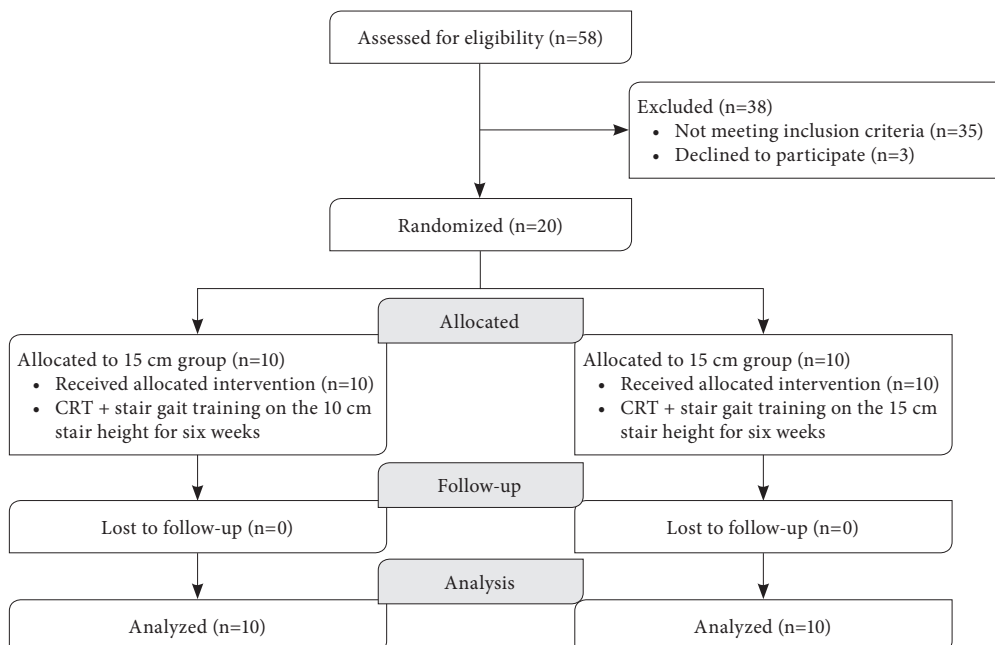 Assessed for eligibility (n=58)
Excluded (n=38)
• Not meeting inclusion criteria (n=35)
• Declined to participate (n=3)
Randomized (n=20)
Allocated
Allocated to 15 cm group (n=10)
• Received allocated intervention (n=10)
• CRT + stair gait training on the 10 cm
stair height for six weeks
Allocated to 15 cm group (n=10)
• Received allocated intervention (n=10)
• CRT + stair gait training on the 15 cm
stair height for six weeks
Follow-up
Lost to follow-up (n=0)
Lost to follow-up (n=0)
Analysis
Analyzed (n=10)
Analyzed (n=10)